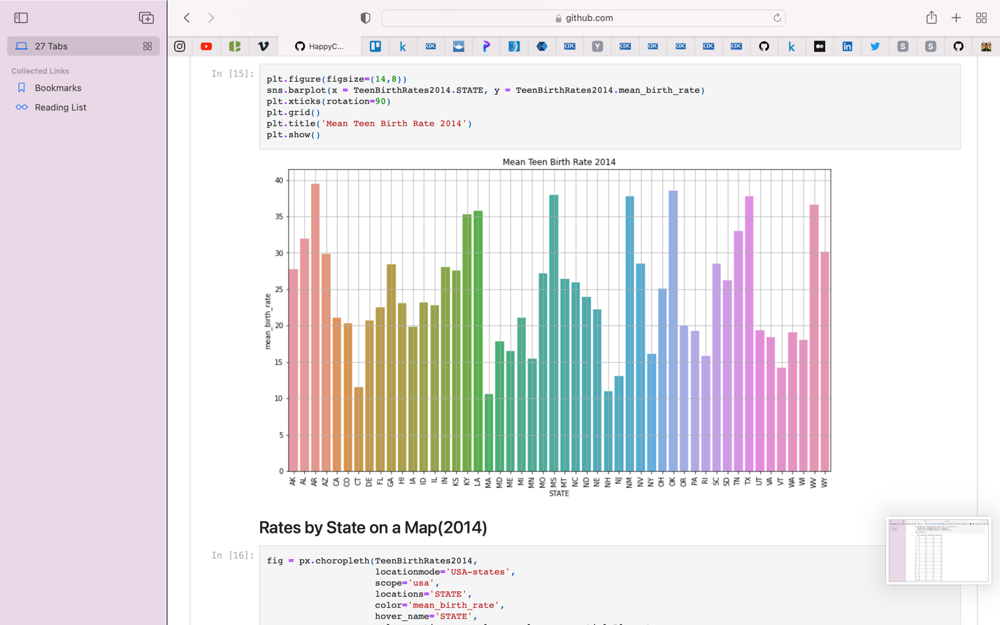 github.com
27 Tabs
HappyC...
Collected Links
Bookmarks
Reading List
In [15]:
plt.figure(figsize=(14,8))
sns.barplot(x = TeenBirthRates2014.STATE, y = TeenBirthRates2014.mean_birth_rate)
plt.xticks(rotation=90)
plt.grid()
plt.title('Mean Teen Birth Rate 2014')
plt.show()
Mean Teen Birth Rate 2014
40
35
30
25
20
15
10
5
0
mean_birth_rate
AK AL AR AZ CA CO CT DE FL GA HI IA ID IL IN KS KY LA MA MD ME MI MN MO MS MT NC ND NE NH NJ NM NV NY OH OK OR PA RI SC SD TN TX UT VA VT WA WI WV WY
STATE
Rates by State on a Map(2014)
In [16]:
fig = px.choropleth(TeenBirthRates2014,
locationmode='USA-states',
scope='usa',
locations='STATE',
color='mean_birth_rate',
hover_name='STATE',